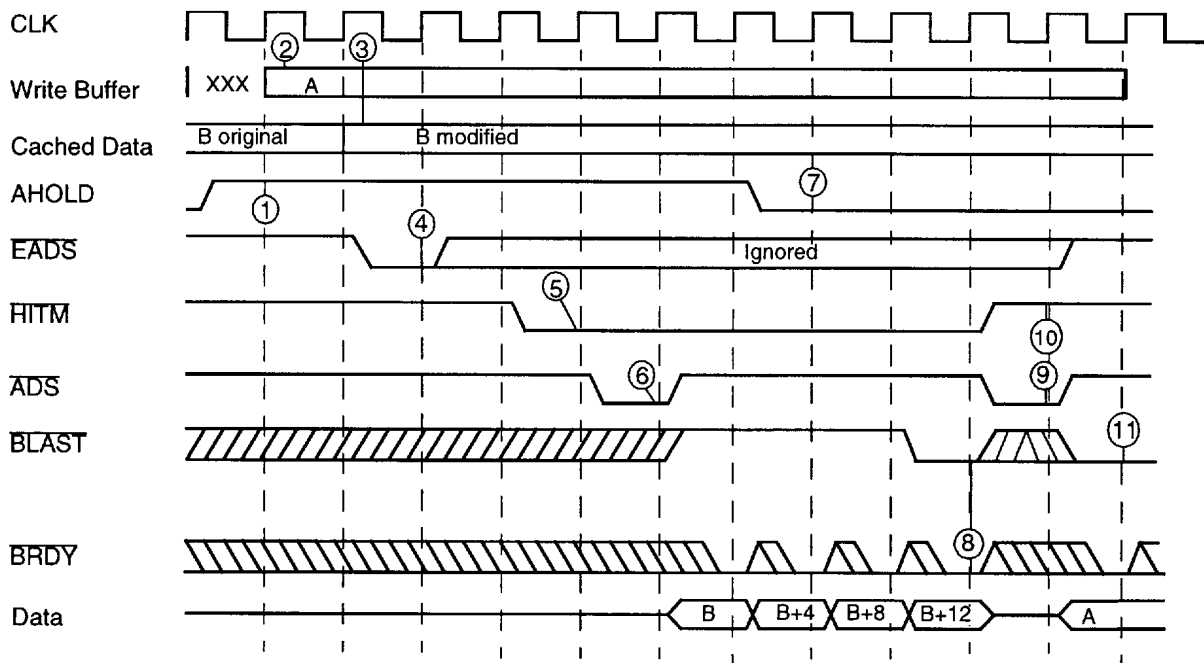 CLK
② ③
Write Buffer XXX A
Cached Data B original B modified
AHOLD ① ④ ⑦
EADS Ignored
HITM ⑤
⑩
ADS ⑥ ⑨
BLAST ⑪
BRDY ⑧
Data B B+4 B+8 B+12 A